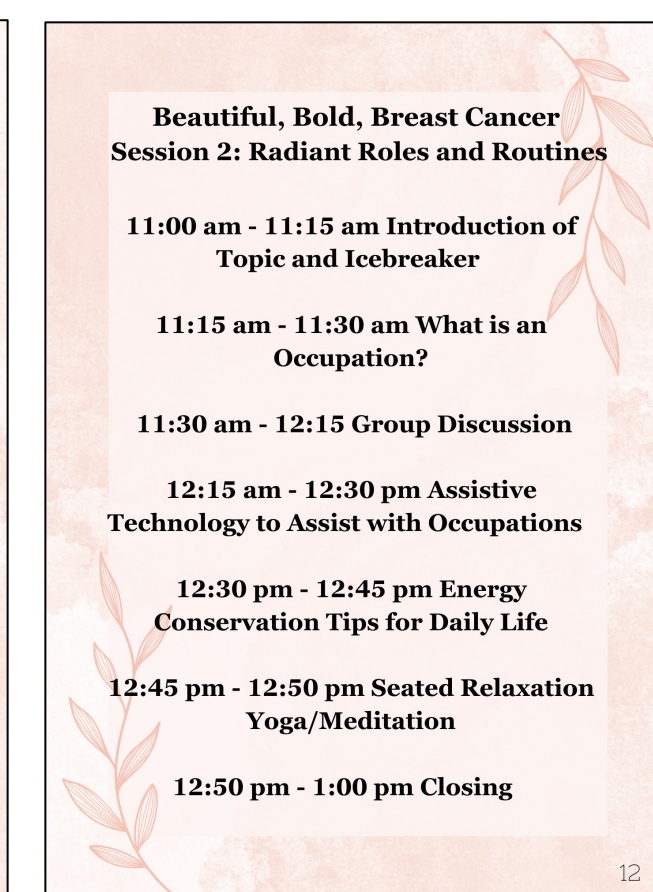 Beautiful, Bold, Breast Cancer
Session 2: Radiant Roles and Routines
11:00 am - 11:15 am Introduction of
Topic and Icebreaker
11:15 am - 11:30 am What is an
Occupation?
11:30 am - 12:15 Group Discussion
12:15 am - 12:30 pm Assistive
Technology to Assist with Occupations
12:30 pm - 12:45 pm Energy
Conservation Tips for Daily Life
12:45 pm - 12:50 pm Seated Relaxation
Yoga/Meditation
12:50 pm - 1:00 pm Closing
12